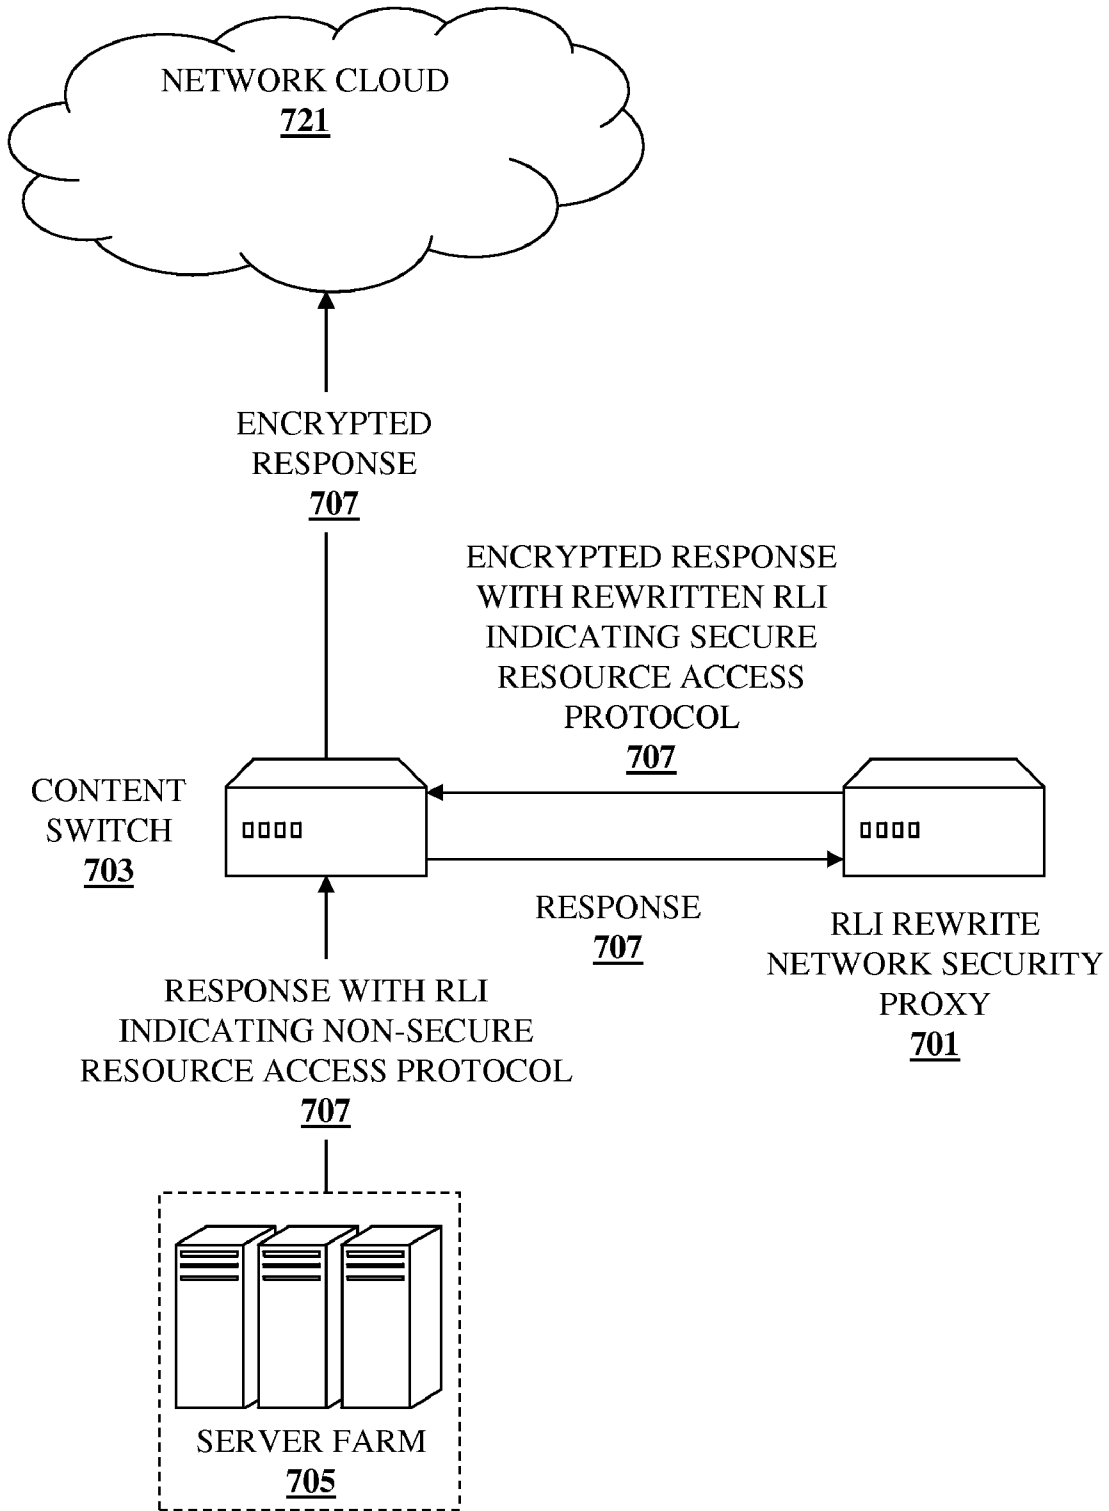 NETWORK CLOUD
721
ENCRYPTED
RESPONSE
707
ENCRYPTED RESPONSE
WITH REWRITTEN RLI
INDICATING SECURE
RESOURCE ACCESS
PROTOCOL
707
CONTENT
SWITCH
703
RESPONSE
707
RLI REWRITE
NETWORK SECURITY
PROXY
701
RESPONSE WITH RLI
INDICATING NON-SECURE
RESOURCE ACCESS PROTOCOL
707
SERVER FARM
705